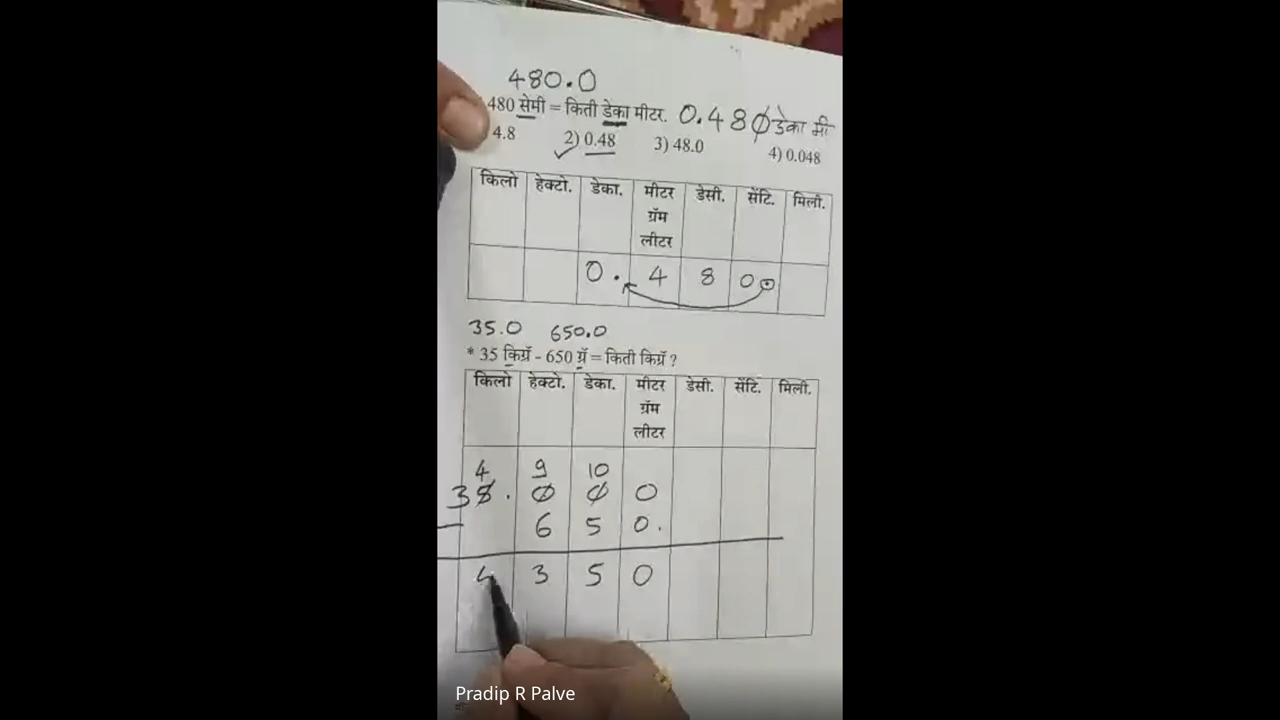 480.0
480 सेमी = किती डेका मीटर. 0.480 डेका मी
4.8 2) 0.48 3) 48.0 4) 0.048
किलो हेक्टो. डेका. मीटर ग्रॅम लीटर डेसी. सेंटि. मिली.
0. 4 8 0
35.0 650.0
* 35 किग्रॅ - 650 ग्रॅ = किती किग्रॅ ?
किलो हेक्टो. डेका. मीटर ग्रॅम लीटर डेसी. सेंटि. मिली.
4 9 10
35. 0 0 0
6 5 0.
4 3 5 0
Pradip R Palve